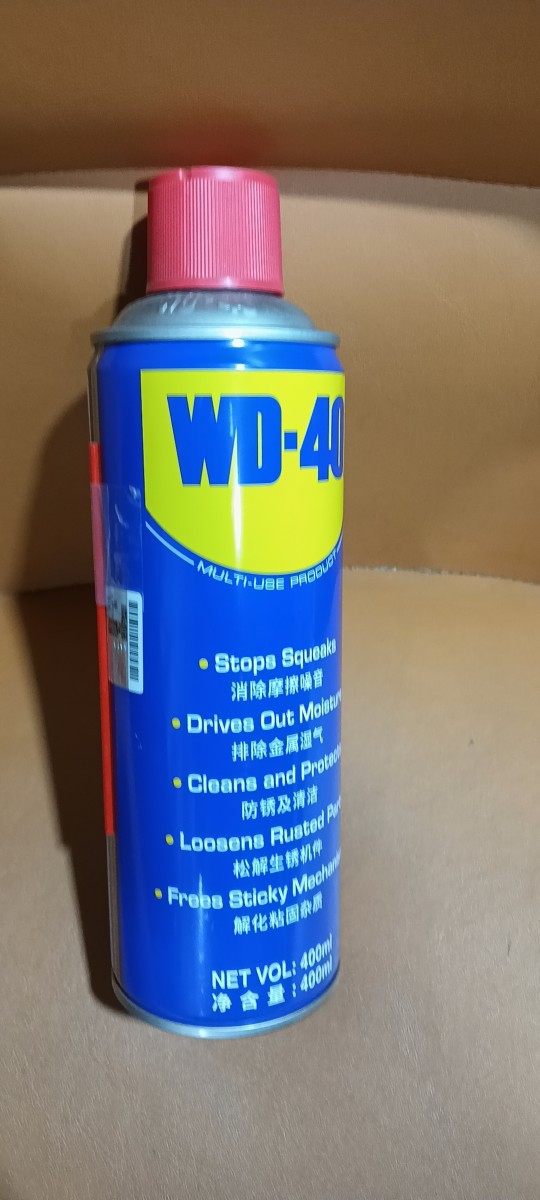 WD-40
MULTI-USE PRODUCT
• Stops Squeaks
消除摩擦噪音
• Drives Out Moisture
排除金属湿气
• Cleans and Protects
防锈及清洁
• Loosens Rusted Parts
松解生锈机件
• Frees Sticky Mechanisms
解化粘固杂质
NET VOL: 400ml
净含量:400ml